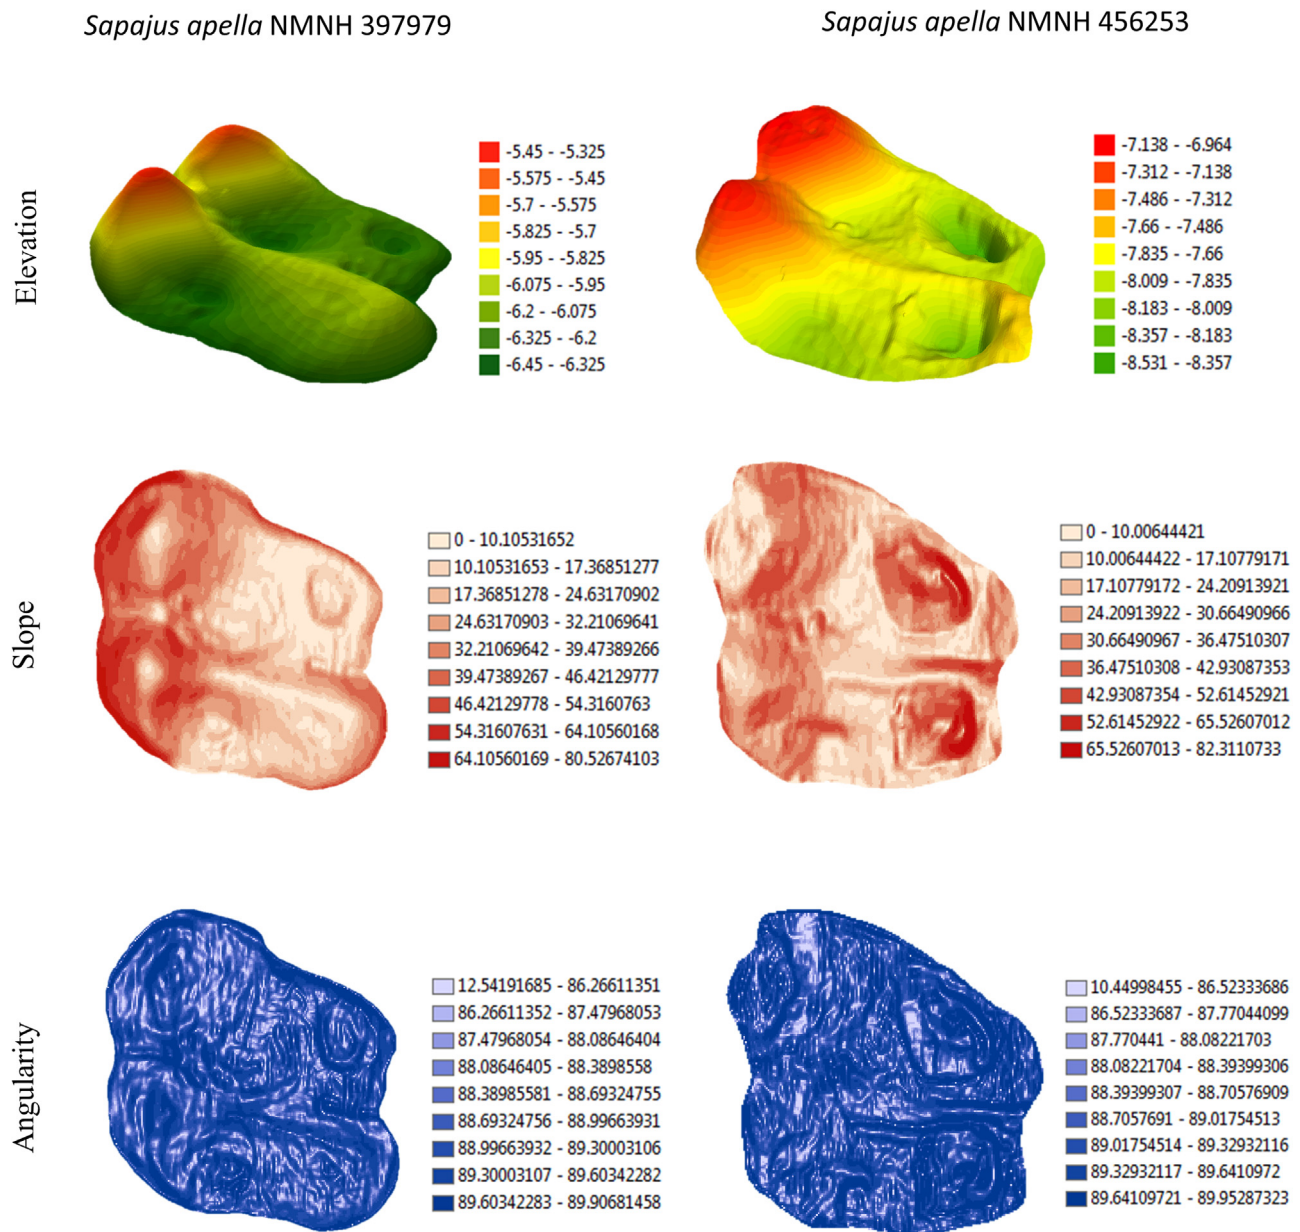 Sapajus apella NMNH 397979
Sapajus apella NMNH 456253
Elevation
-5.45 - -5.325
-5.575 - -5.45
-5.7 - -5.575
-5.825 - -5.7
-5.95 - -5.825
-6.075 - -5.95
-6.2 - -6.075
-6.325 - -6.2
-6.45 - -6.325
-7.138 - -6.964
-7.312 - -7.138
-7.486 - -7.312
-7.66 - -7.486
-7.835 - -7.66
-8.009 - -7.835
-8.183 - -8.009
-8.357 - -8.183
-8.531 - -8.357
Slope
0 - 10.10531652
10.10531653 - 17.36851277
17.36851278 - 24.63170902
24.63170903 - 32.21069641
32.21069642 - 39.47389266
39.47389267 - 46.42129777
46.42129778 - 54.3160763
54.31607631 - 64.10560168
64.10560169 - 80.52674103
0 - 10.00644421
10.00644422 - 17.10779171
17.10779172 - 24.20913921
24.20913922 - 30.66490966
30.66490967 - 36.47510307
36.47510308 - 42.93087353
42.93087354 - 52.61452921
52.61452922 - 65.52607012
65.52607013 - 82.3110733
Angularity
12.54191685 - 86.26611351
86.26611352 - 87.47968053
87.47968054 - 88.08646404
88.08646405 - 88.3898558
88.38985581 - 88.69324755
88.69324756 - 88.99663931
88.99663932 - 89.30003106
89.30003107 - 89.60342282
89.60342283 - 89.90681458
10.44998455 - 86.52333686
86.52333687 - 87.77044099
87.770441 - 88.08221703
88.08221704 - 88.39399306
88.39399307 - 88.70576909
88.7057691 - 89.01754513
89.01754514 - 89.32932116
89.32932117 - 89.6410972
89.64109721 - 89.95287323